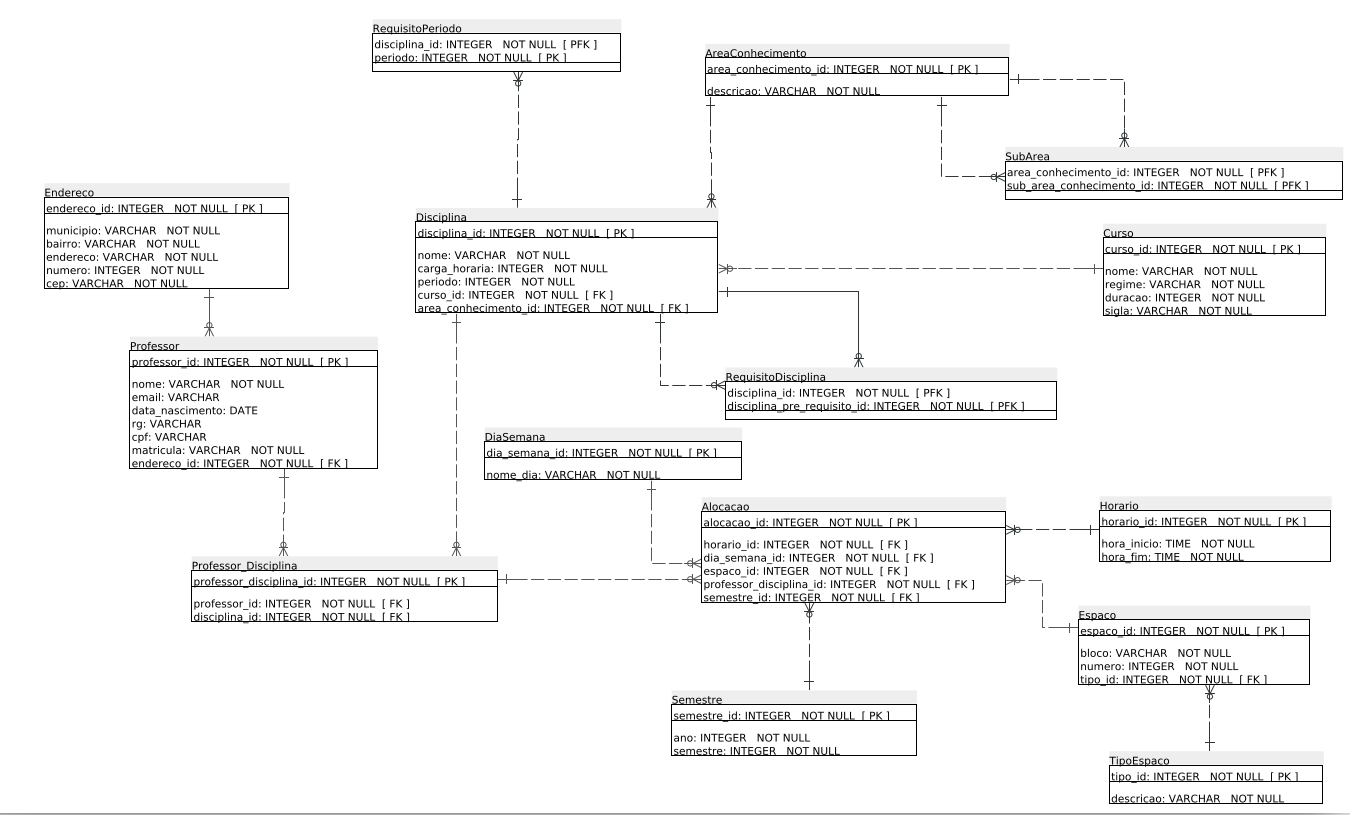 RequisitoPeriodo
disciplina_id: INTEGER NOT NULL [ PFK ]
periodo: INTEGER NOT NULL [ PK ]
AreaConhecimento
area_conhecimento_id: INTEGER NOT NULL [ PK ]
descricao: VARCHAR NOT NULL
SubArea
area_conhecimento_id: INTEGER NOT NULL [ PFK ]
sub_area_conhecimento_id: INTEGER NOT NULL [ PFK ]
Endereco
endereco_id: INTEGER NOT NULL [ PK ]
municipio: VARCHAR NOT NULL
bairro: VARCHAR NOT NULL
endereco: VARCHAR NOT NULL
numero: INTEGER NOT NULL
cep: VARCHAR NOT NULL
Disciplina
disciplina_id: INTEGER NOT NULL [ PK ]
nome: VARCHAR NOT NULL
carga_horaria: INTEGER NOT NULL
periodo: INTEGER NOT NULL
curso_id: INTEGER NOT NULL [ FK ]
area_conhecimento_id: INTEGER NOT NULL [ FK ]
Curso
curso_id: INTEGER NOT NULL [ PK ]
nome: VARCHAR NOT NULL
regime: VARCHAR NOT NULL
duracao: INTEGER NOT NULL
sigla: VARCHAR NOT NULL
Professor
professor_id: INTEGER NOT NULL [ PK ]
nome: VARCHAR NOT NULL
email: VARCHAR
data_nascimento: DATE
rg: VARCHAR
cpf: VARCHAR
matricula: VARCHAR NOT NULL
endereco_id: INTEGER NOT NULL [ FK ]
RequisitoDisciplina
disciplina_id: INTEGER NOT NULL [ PFK ]
disciplina_pre_requisito_id: INTEGER NOT NULL [ PFK ]
DiaSemana
dia_semana_id: INTEGER NOT NULL [ PK ]
nome_dia: VARCHAR NOT NULL
Alocacao
alocacao_id: INTEGER NOT NULL [ PK ]
horario_id: INTEGER NOT NULL [ FK ]
dia_semana_id: INTEGER NOT NULL [ FK ]
espaco_id: INTEGER NOT NULL [ FK ]
professor_disciplina_id: INTEGER NOT NULL [ FK ]
semestre_id: INTEGER NOT NULL [ FK ]
Horario
horario_id: INTEGER NOT NULL [ PK ]
hora_inicio: TIME NOT NULL
hora_fim: TIME NOT NULL
Professor_Disciplina
professor_disciplina_id: INTEGER NOT NULL [ PK ]
professor_id: INTEGER NOT NULL [ FK ]
disciplina_id: INTEGER NOT NULL [ FK ]
Espaco
espaco_id: INTEGER NOT NULL [ PK ]
bloco: VARCHAR NOT NULL
numero: INTEGER NOT NULL
tipo_id: INTEGER NOT NULL [ FK ]
Semestre
semestre_id: INTEGER NOT NULL [ PK ]
ano: INTEGER NOT NULL
semestre: INTEGER NOT NULL
TipoEspaco
tipo_id: INTEGER NOT NULL [ PK ]
descricao: VARCHAR NOT NULL